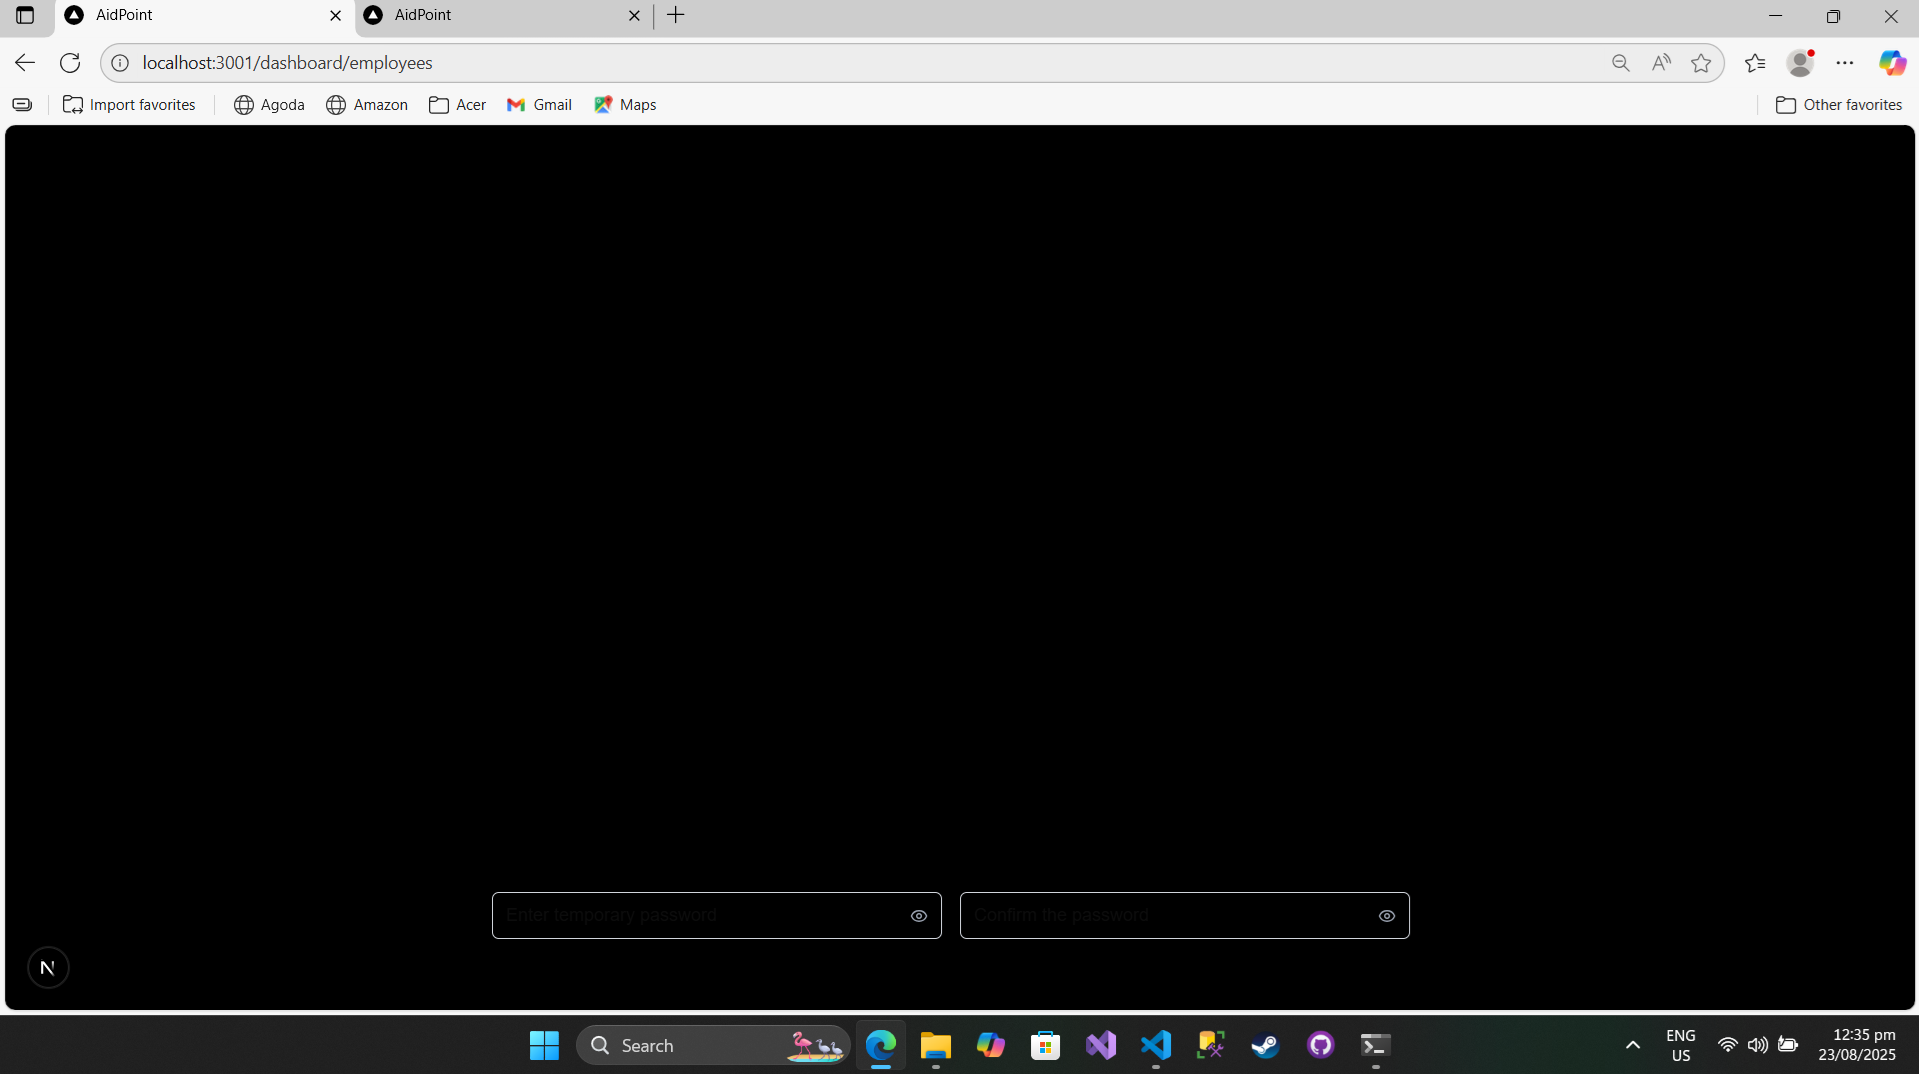 AidPoint
AidPoint
localhost:3001/dashboard/employees
Import favorites
Agoda
Amazon
Acer
Gmail
Maps
Other favorites
Enter temporary password
Confirm the password
N
Search
ENG
US
12:35 pm
23/08/2025